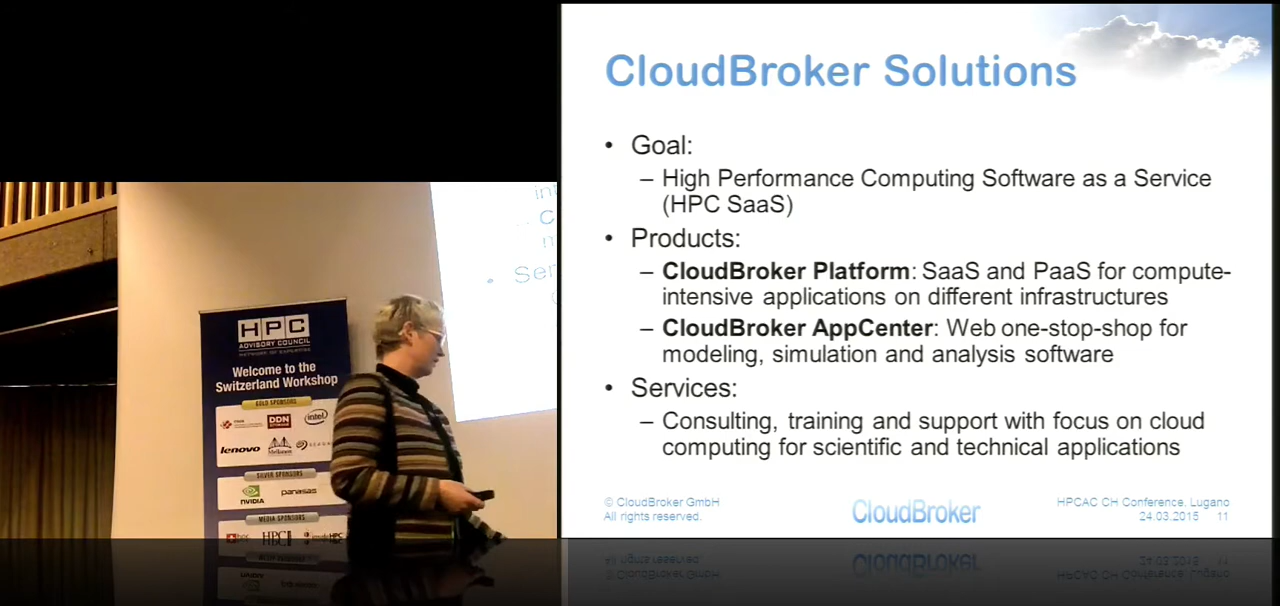 HPC
ADVISORY COUNCIL
NETWORK OF EXPERTISE
Welcome to the
Switzerland Workshop
GOLD SPONSORS
DDN
intel
lenovo
Mellanox
SILVER SPONSORS
NVIDIA
panasas
MEDIA SPONSORS
HPC
CloudBroker Solutions
• Goal:
– High Performance Computing Software as a Service
(HPC SaaS)
• Products:
– CloudBroker Platform: SaaS and PaaS for compute-
intensive applications on different infrastructures
– CloudBroker AppCenter: Web one-stop-shop for
modeling, simulation and analysis software
• Services:
– Consulting, training and support with focus on cloud
computing for scientific and technical applications
© CloudBroker GmbH
All rights reserved.
CloudBroker
HPCAC CH Conference, Lugano
24.03.2015 11